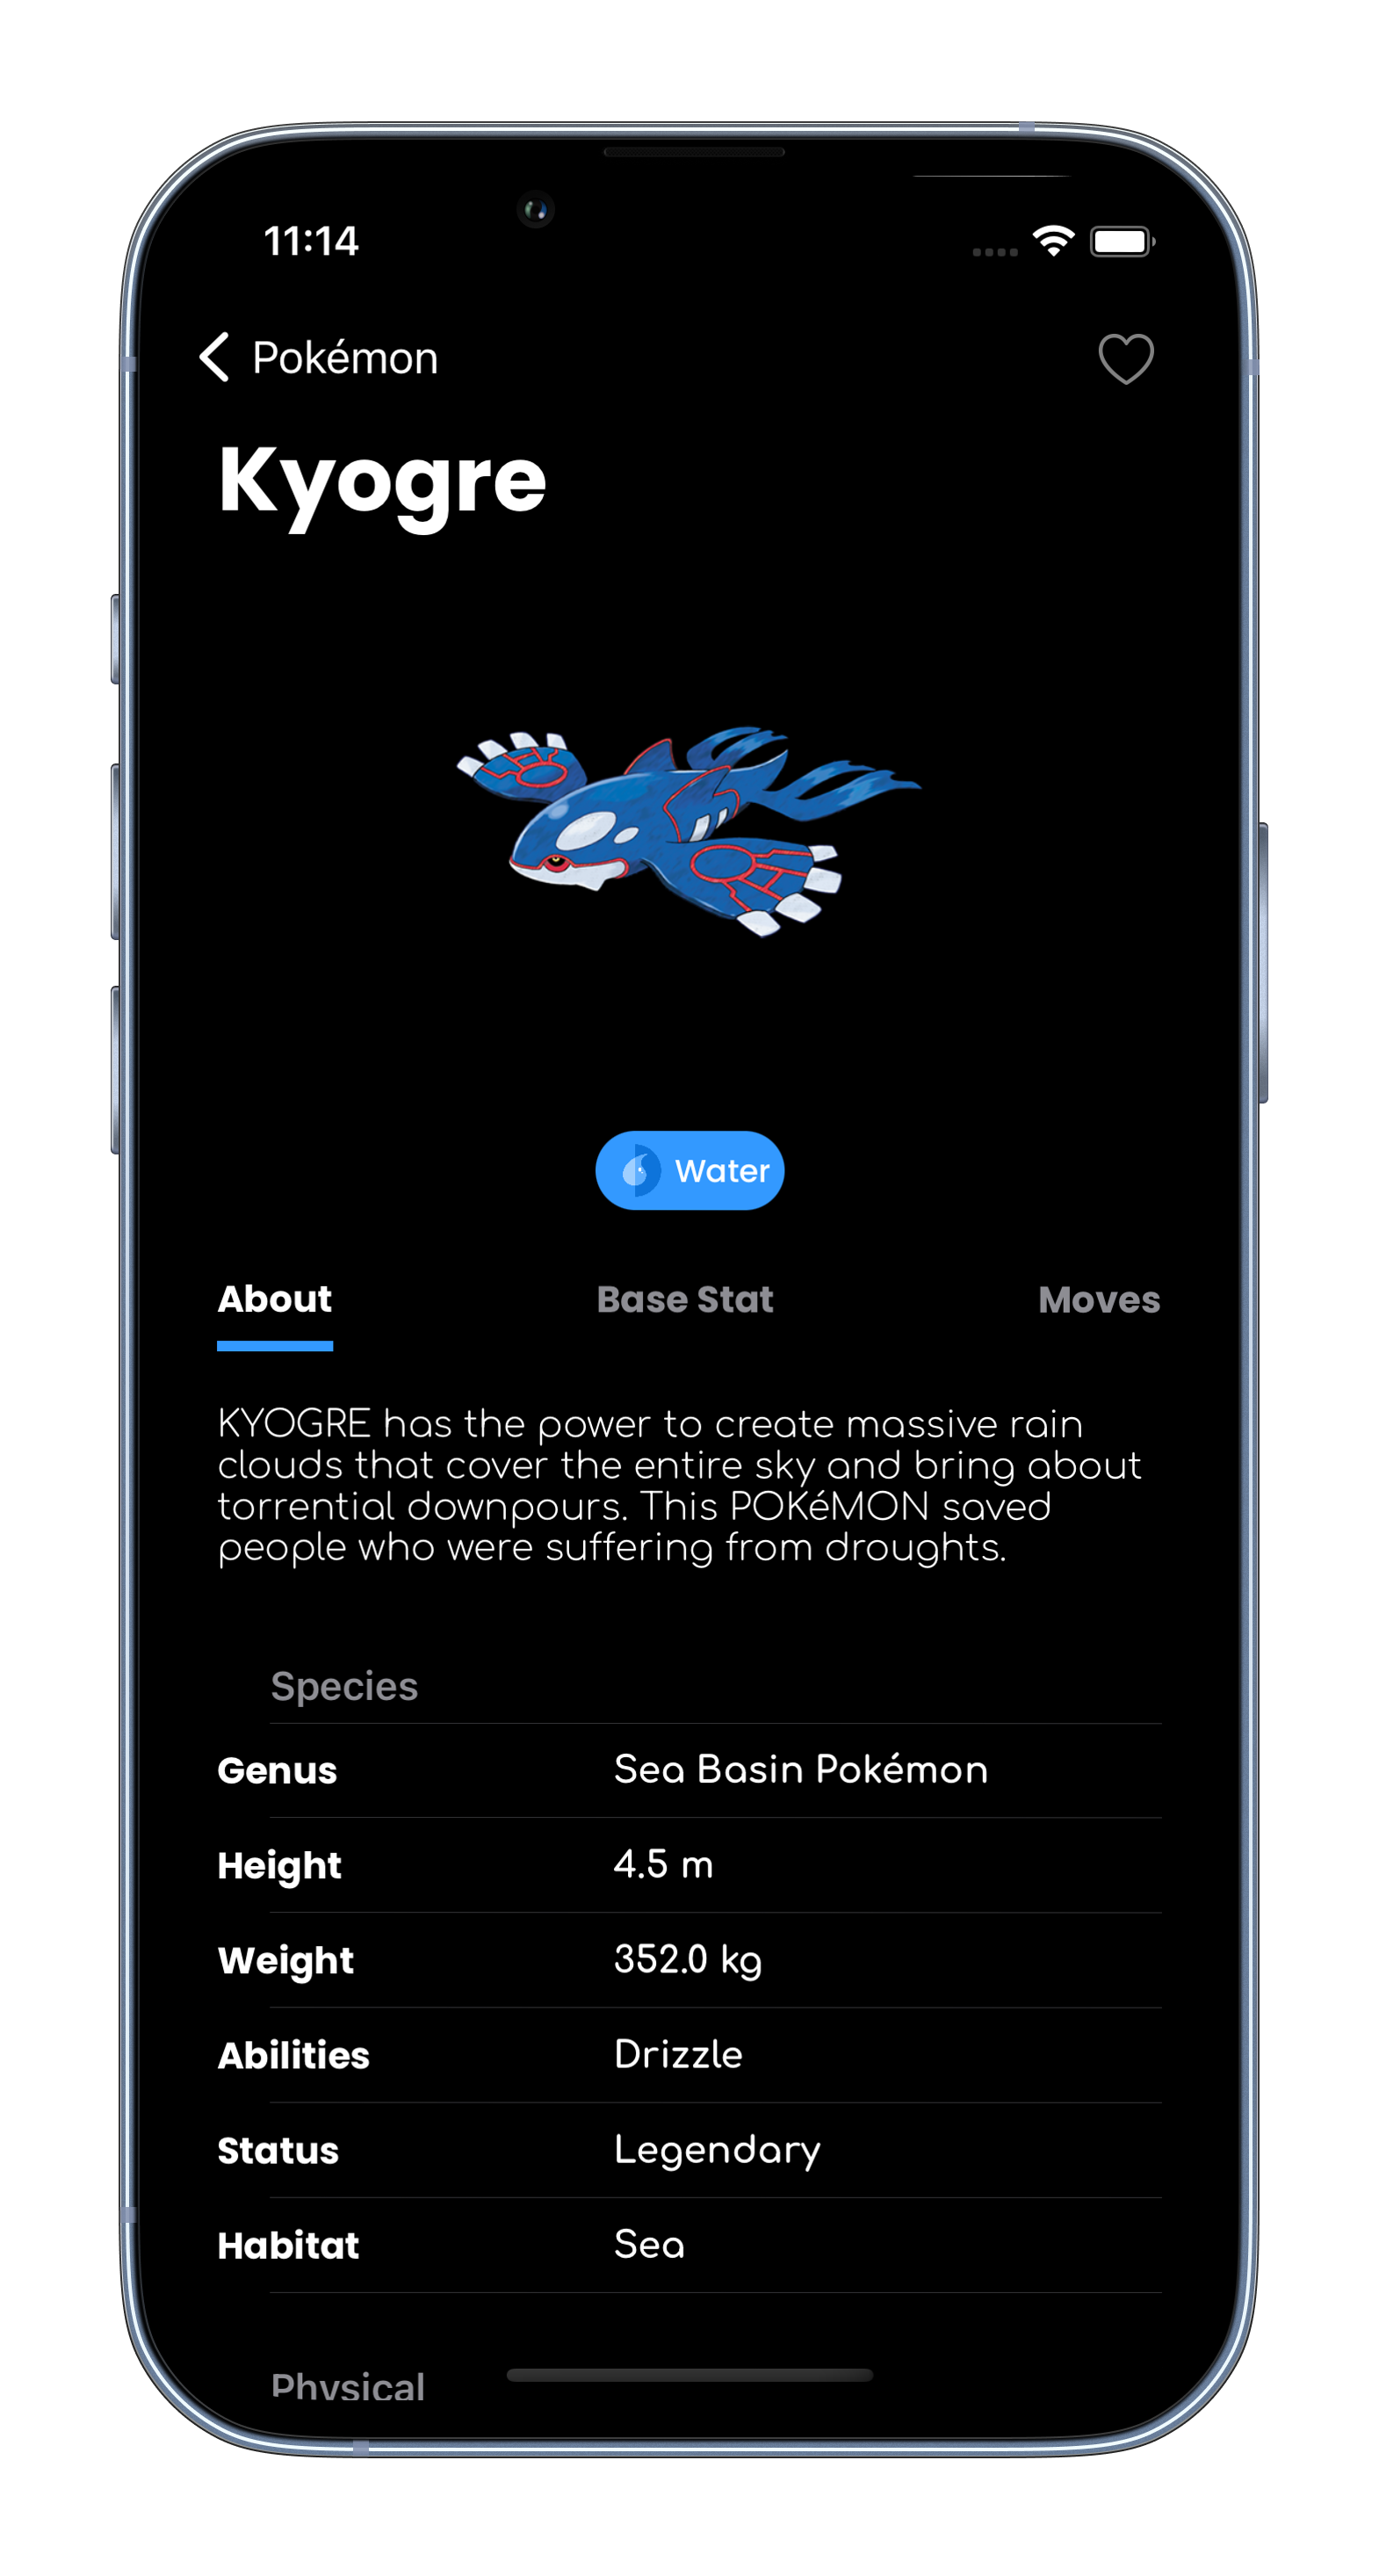 11:14
Pokémon
Kyogre
Water
About Base Stat Moves
KYOGRE has the power to create massive rain
clouds that cover the entire sky and bring about
torrential downpours. This POKéMON saved
people who were suffering from droughts.
Species
Genus Sea Basin Pokémon
Height 4.5 m
Weight 352.0 kg
Abilities Drizzle
Status Legendary
Habitat Sea
Physical